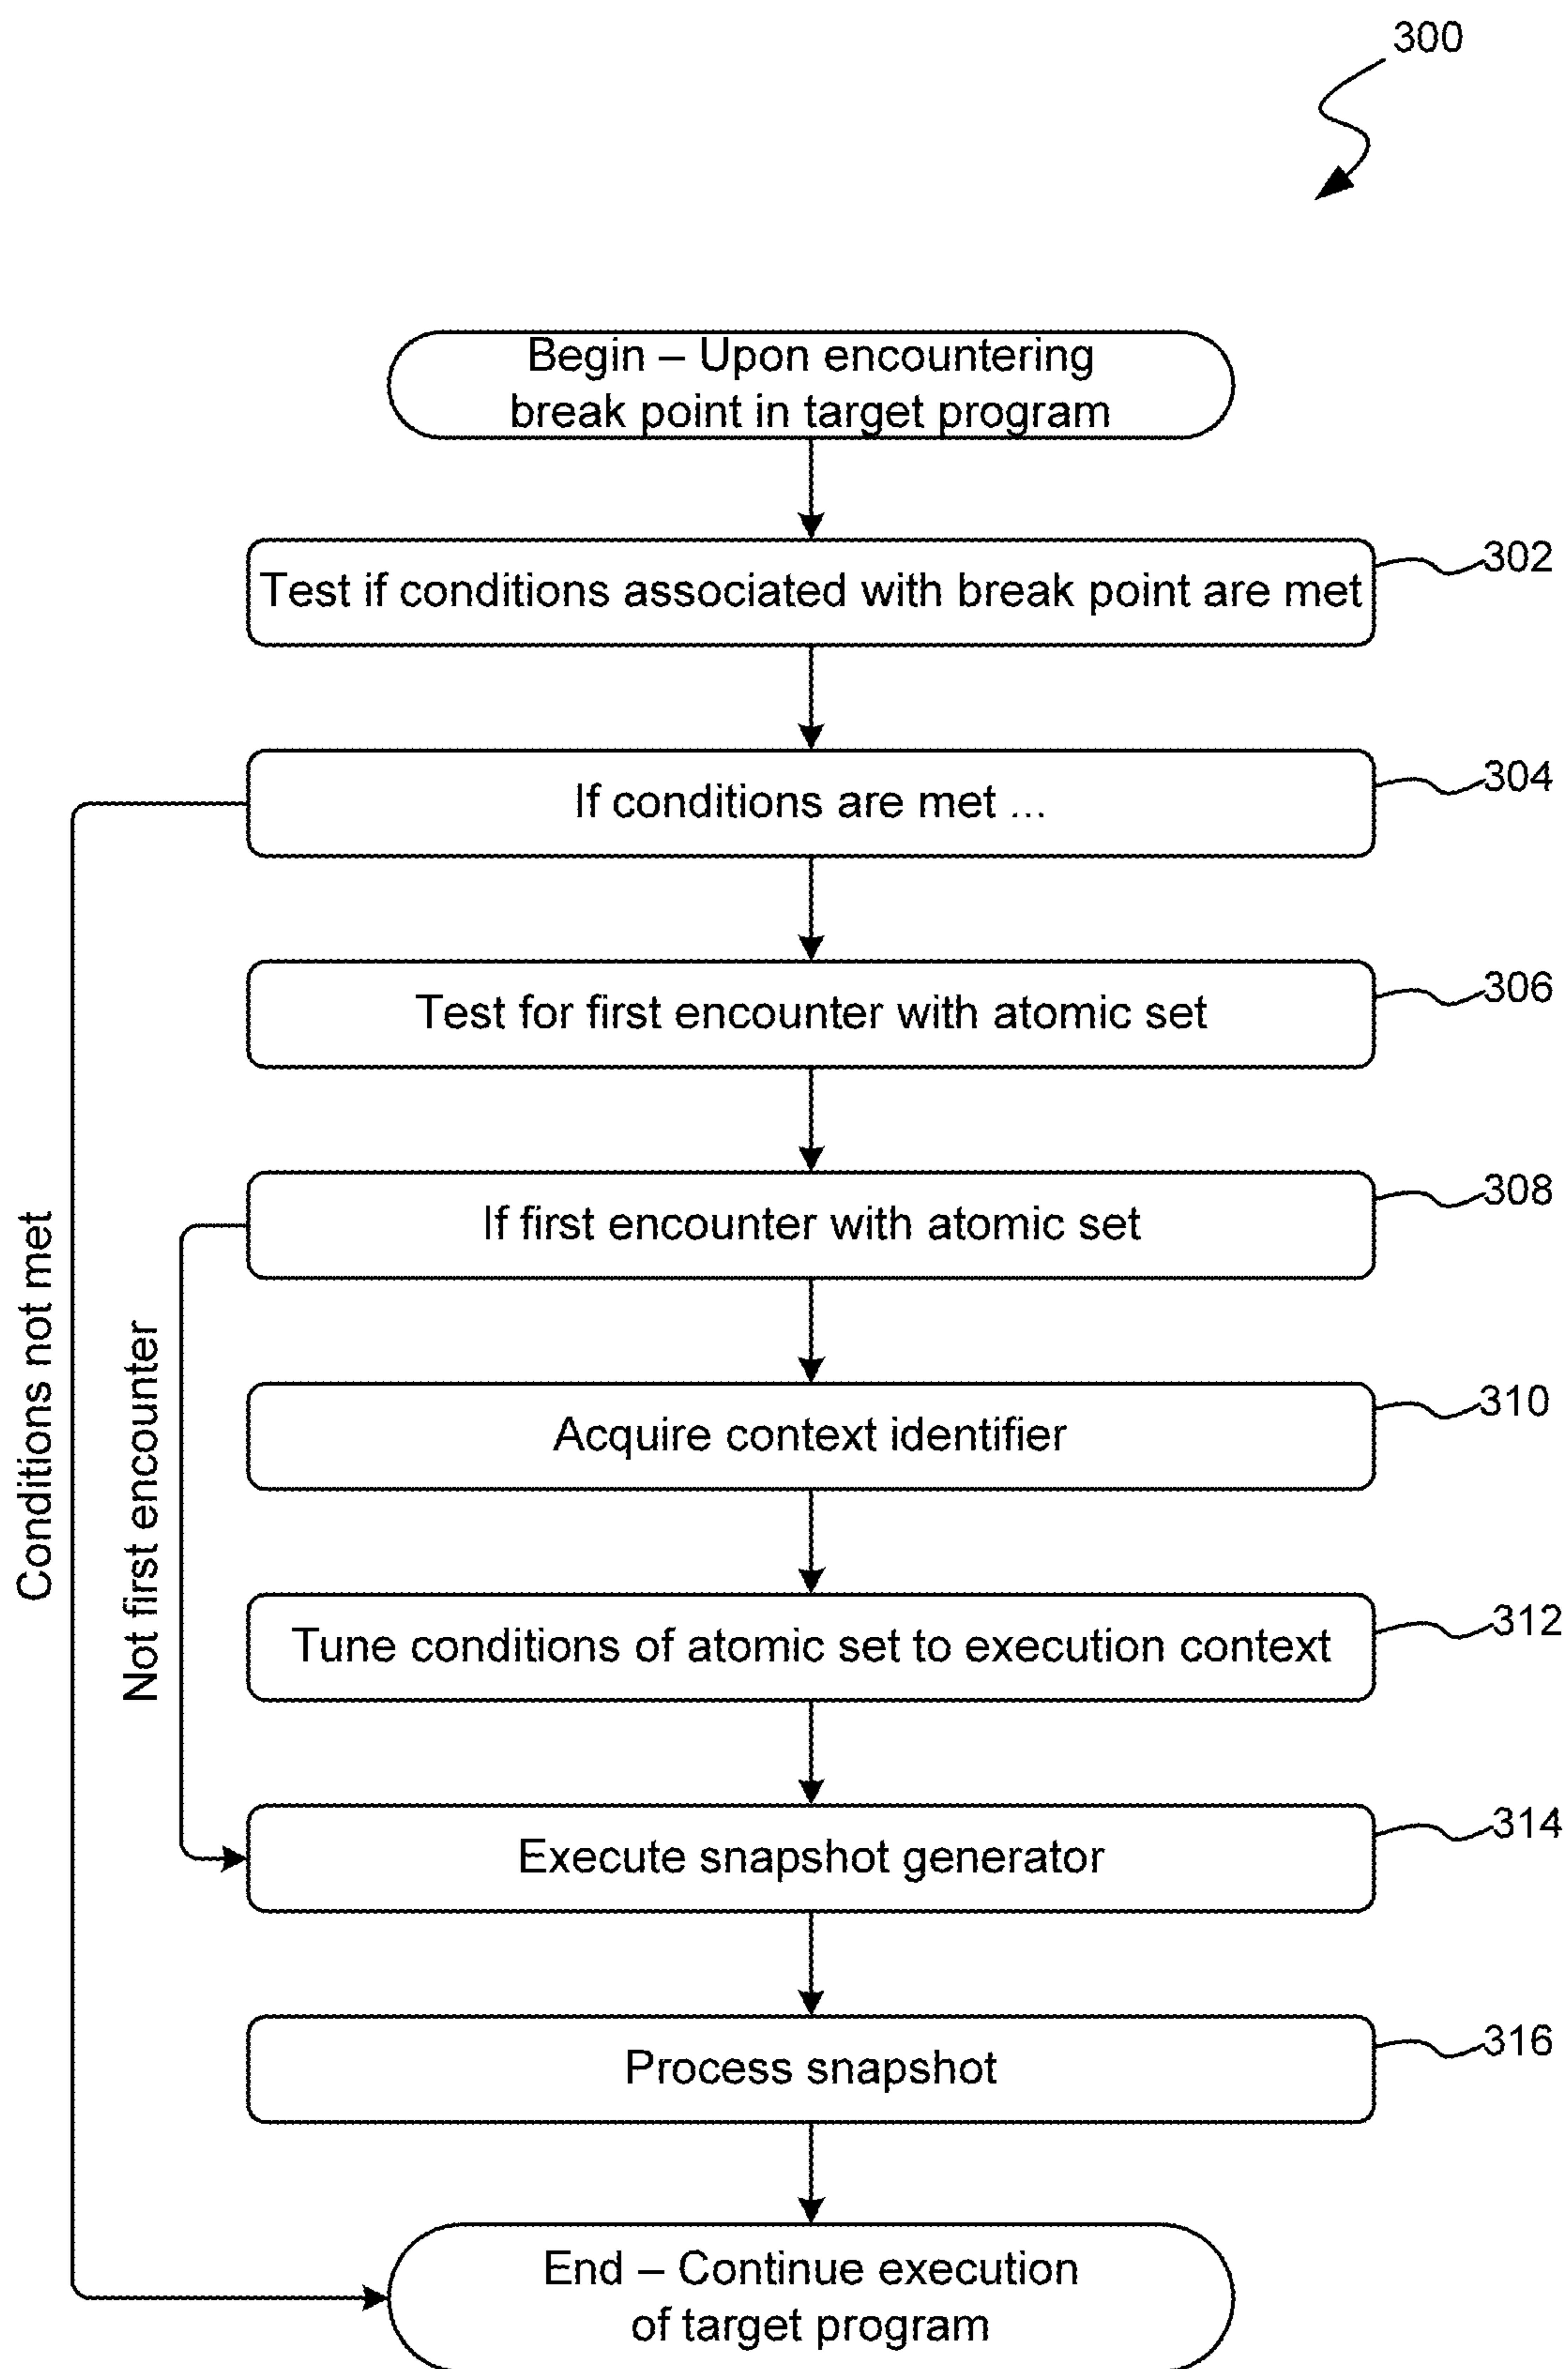 300
Begin – Upon encountering
break point in target program
302
Test if conditions associated with break point are met
304
If conditions are met ...
306
Test for first encounter with atomic set
308
If first encounter with atomic set
310
Acquire context identifier
312
Tune conditions of atomic set to execution context
314
Execute snapshot generator
316
Process snapshot
End – Continue execution
of target program
Conditions not met
Not first encounter